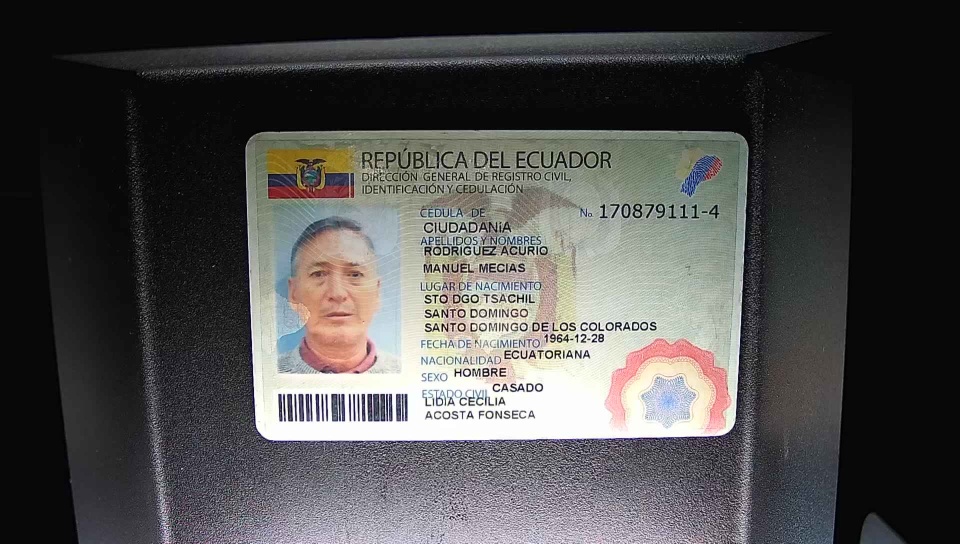 REPÚBLICA DEL ECUADOR
DIRECCIÓN GENERAL DE REGISTRO CIVIL,
IDENTIFICACIÓN Y CEDULACIÓN
CÉDULA DE No. 170879111-4
CIUDADANÍA
APELLIDOS Y NOMBRES
RODRIGUEZ ACURIO
MANUEL MECIAS
LUGAR DE NACIMIENTO
STO DGO TSACHIL
SANTO DOMINGO
SANTO DOMINGO DE LOS COLORADOS
FECHA DE NACIMIENTO 1964-12-28
NACIONALIDAD ECUATORIANA
SEXO HOMBRE
ESTADO CIVIL CASADO
LIDIA CECILIA
ACOSTA FONSECA